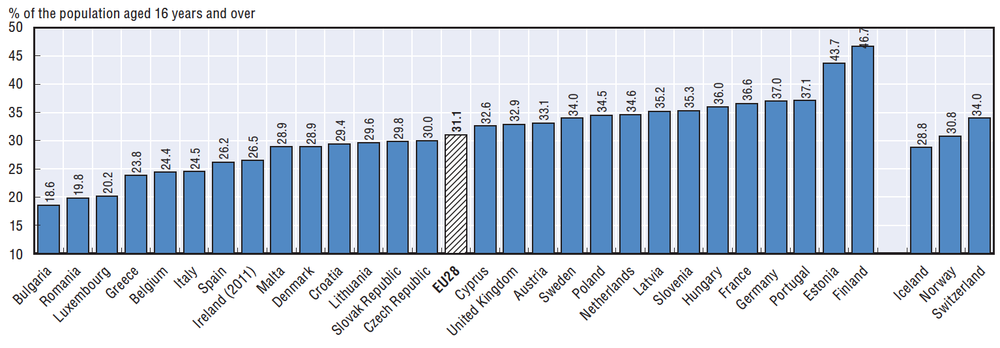 % of the population aged 16 years and over
50
45
40
35
30
25
20
15
10
18.6
19.8
20.2
23.8
24.4
24.5
26.2
26.5
28.9
28.9
29.4
29.6
29.8
30.0
31.1
32.6
32.9
33.1
34.0
34.5
34.6
35.2
35.3
36.0
36.6
37.0
37.1
43.7
46.7
28.8
30.8
34.0
Bulgaria
Romania
Luxembourg
Greece
Belgium
Italy
Spain
Ireland (2011)
Malta
Denmark
Croatia
Lithuania
Slovak Republic
Czech Republic
EU28
Cyprus
United Kingdom
Austria
Sweden
Poland
Netherlands
Latvia
Slovenia
Hungary
France
Germany
Portugal
Estonia
Finland
Iceland
Norway
Switzerland